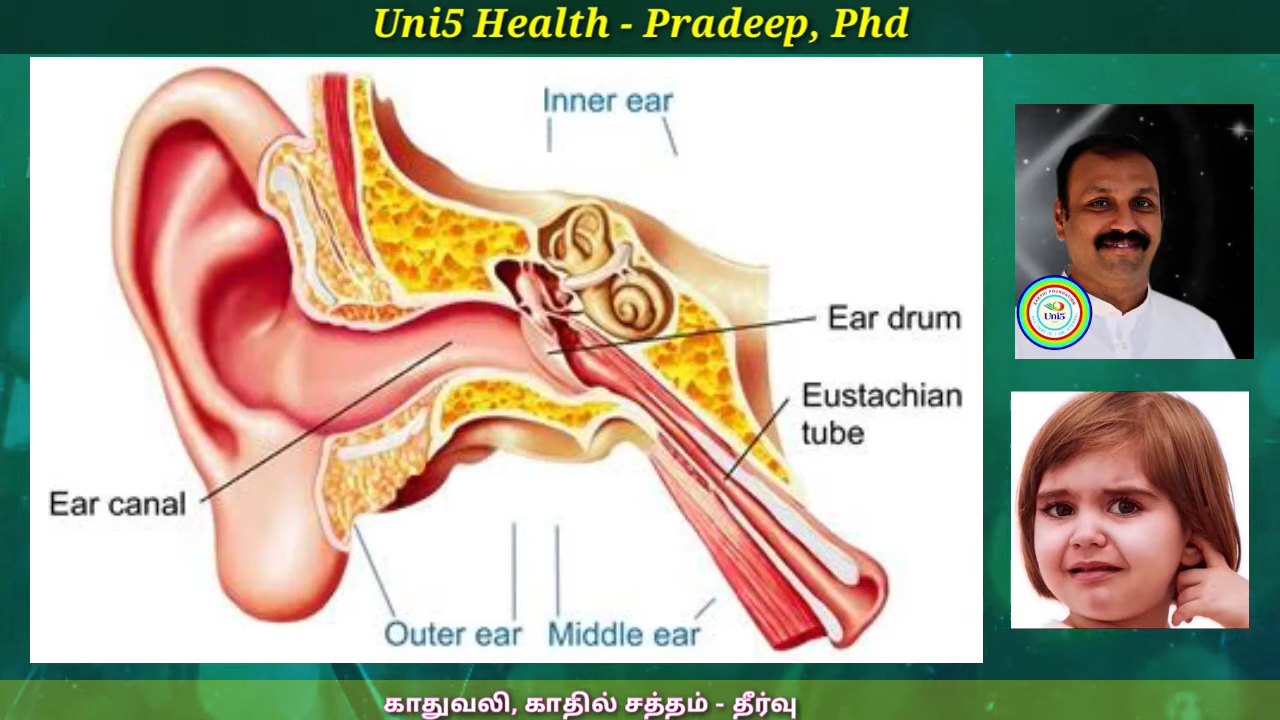 Uni5 Health - Pradeep, Phd
Inner ear
Ear drum
Eustachian
tube
Ear canal
Outer ear
Middle ear
Uni5
காதுவலி, காதில் சத்தம் - தீர்வு